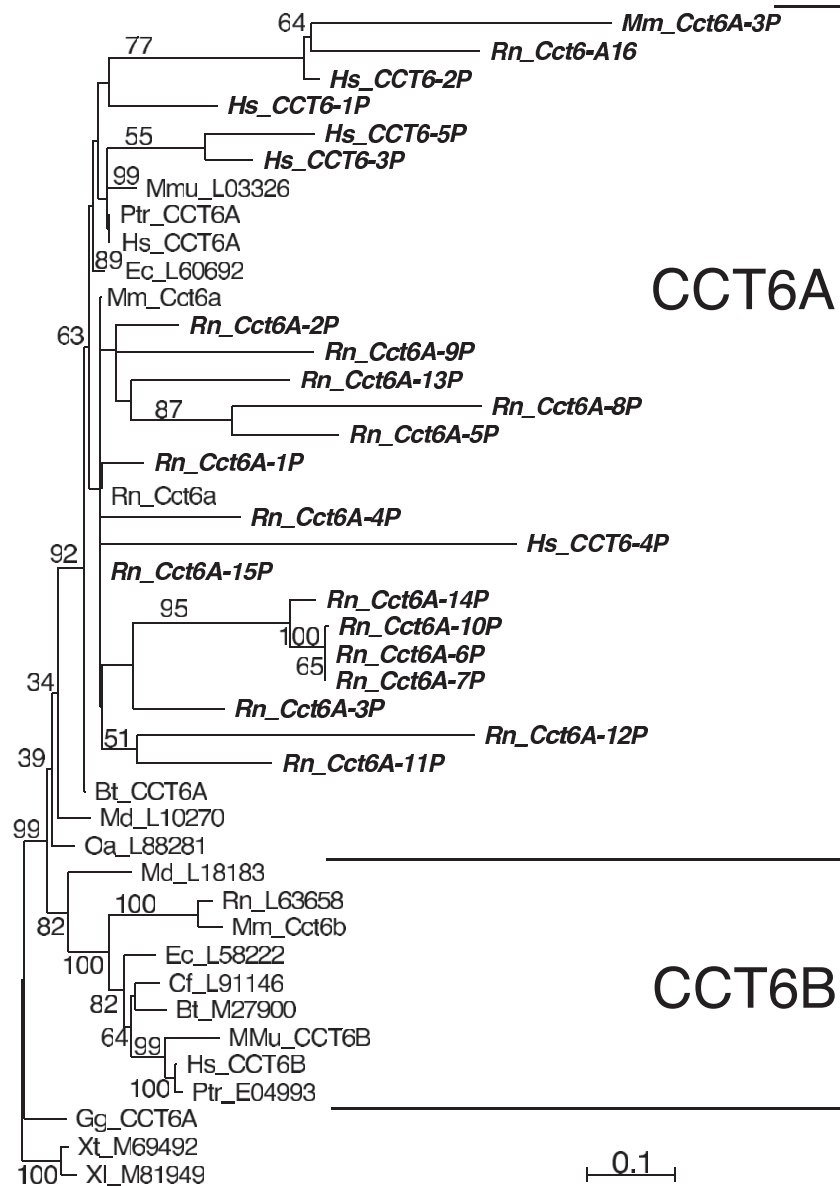 64
Mm_Cct6A-3P
77
Rn_Cct6-A16
Hs_CCT6-2P
Hs_CCT6-1P
55
Hs_CCT6-5P
Hs_CCT6-3P
99
Mmu_L03326
Ptr_CCT6A
Hs_CCT6A
89
Ec_L60692
CCT6A
Mm_Cct6a
Rn_Cct6A-2P
63
Rn_Cct6A-9P
Rn_Cct6A-13P
87
Rn_Cct6A-8P
Rn_Cct6A-5P
Rn_Cct6A-1P
Rn_Cct6a
Rn_Cct6A-4P
Hs_CCT6-4P
92
Rn_Cct6A-15P
95
Rn_Cct6A-14P
100
Rn_Cct6A-10P
Rn_Cct6A-6P
65
Rn_Cct6A-7P
34
Rn_Cct6A-3P
51
Rn_Cct6A-12P
39
Rn_Cct6A-11P
Bt_CCT6A
Md_L10270
99
Oa_L88281
Md_L18183
100
Rn_L63658
82
Mm_Cct6b
100
Ec_L58222
Cf_L91146
CCT6B
82
Bt_M27900
64
99
MMu_CCT6B
Hs_CCT6B
100
Ptr_E04993
Gg_CCT6A
Xt_M69492
100
Xl_M81949
0.1